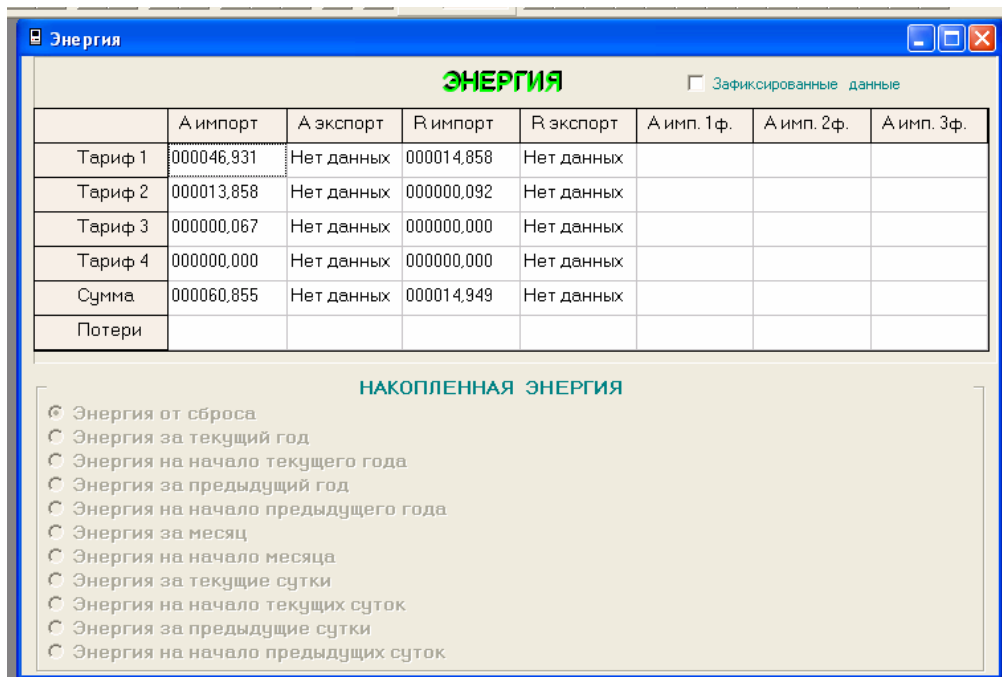 Энергия
ЭНЕРГИЯ
Зафиксированные данные
А импорт А экспорт R импорт R экспорт А имп. 1ф. А имп. 2ф. А имп. 3ф.
Тариф 1 000046,931 Нет данных 000014,858 Нет данных
Тариф 2 000013,858 Нет данных 000000,092 Нет данных
Тариф 3 000000,067 Нет данных 000000,000 Нет данных
Тариф 4 000000,000 Нет данных 000000,000 Нет данных
Сумма 000060,855 Нет данных 000014,949 Нет данных
Потери
НАКОПЛЕННАЯ ЭНЕРГИЯ
Энергия от сброса
Энергия за текущий год
Энергия на начало текущего года
Энергия за предыдущий год
Энергия на начало предыдущего года
Энергия за месяц
Энергия на начало месяца
Энергия за текущие сутки
Энергия на начало текущих суток
Энергия за предыдущие сутки
Энергия на начало предыдущих суток